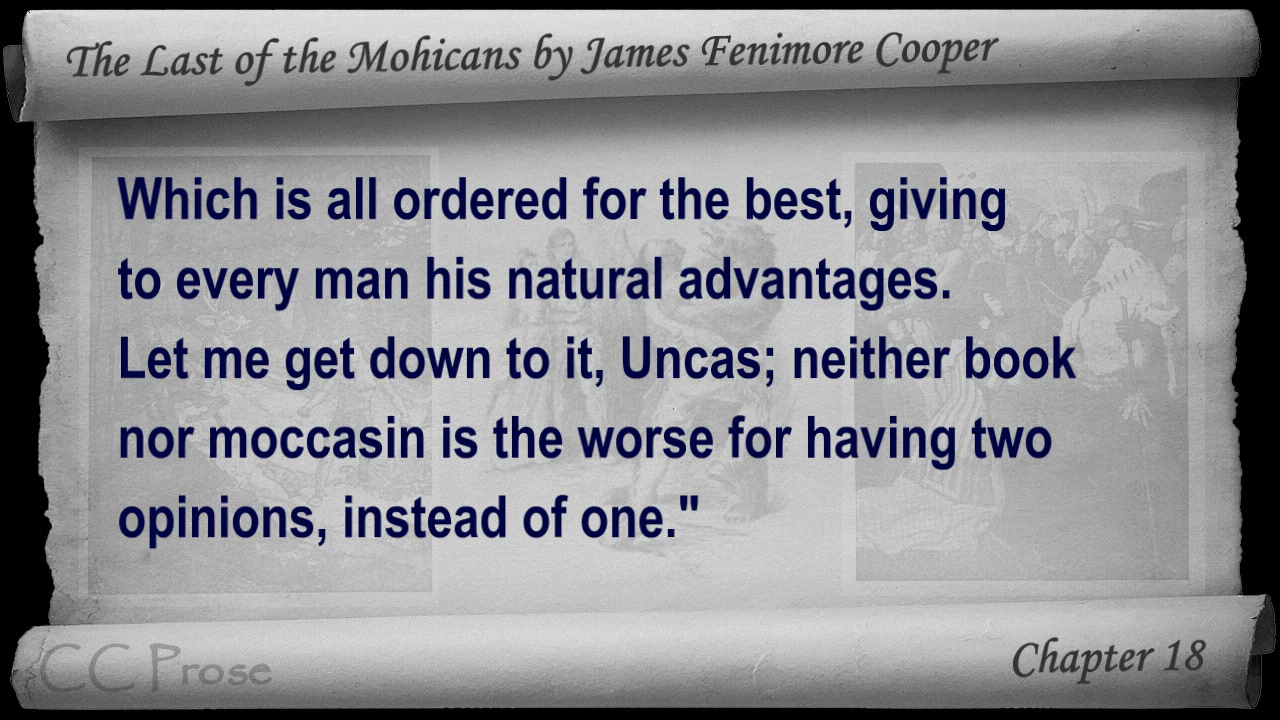 The Last of the Mohicans by James Fenimore Cooper
Which is all ordered for the best, giving
to every man his natural advantages.
Let me get down to it, Uncas; neither book
nor moccasin is the worse for having two
opinions, instead of one."
CC Prose
Chapter 18